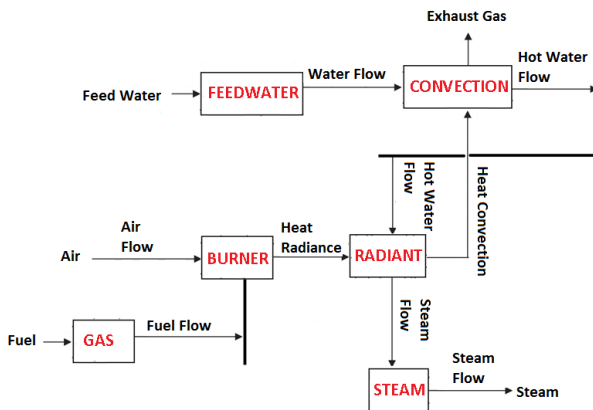 Exhaust Gas
Hot Water
Flow
Water Flow
CONVECTION
Feed Water
FEEDWATER
Hot Water
Flow
Heat Convection
Air
Flow
Heat
Radiance
Air
BURNER
RADIANT
Fuel Flow
Fuel
GAS
Steam
Flow
Steam
Flow
STEAM
Steam